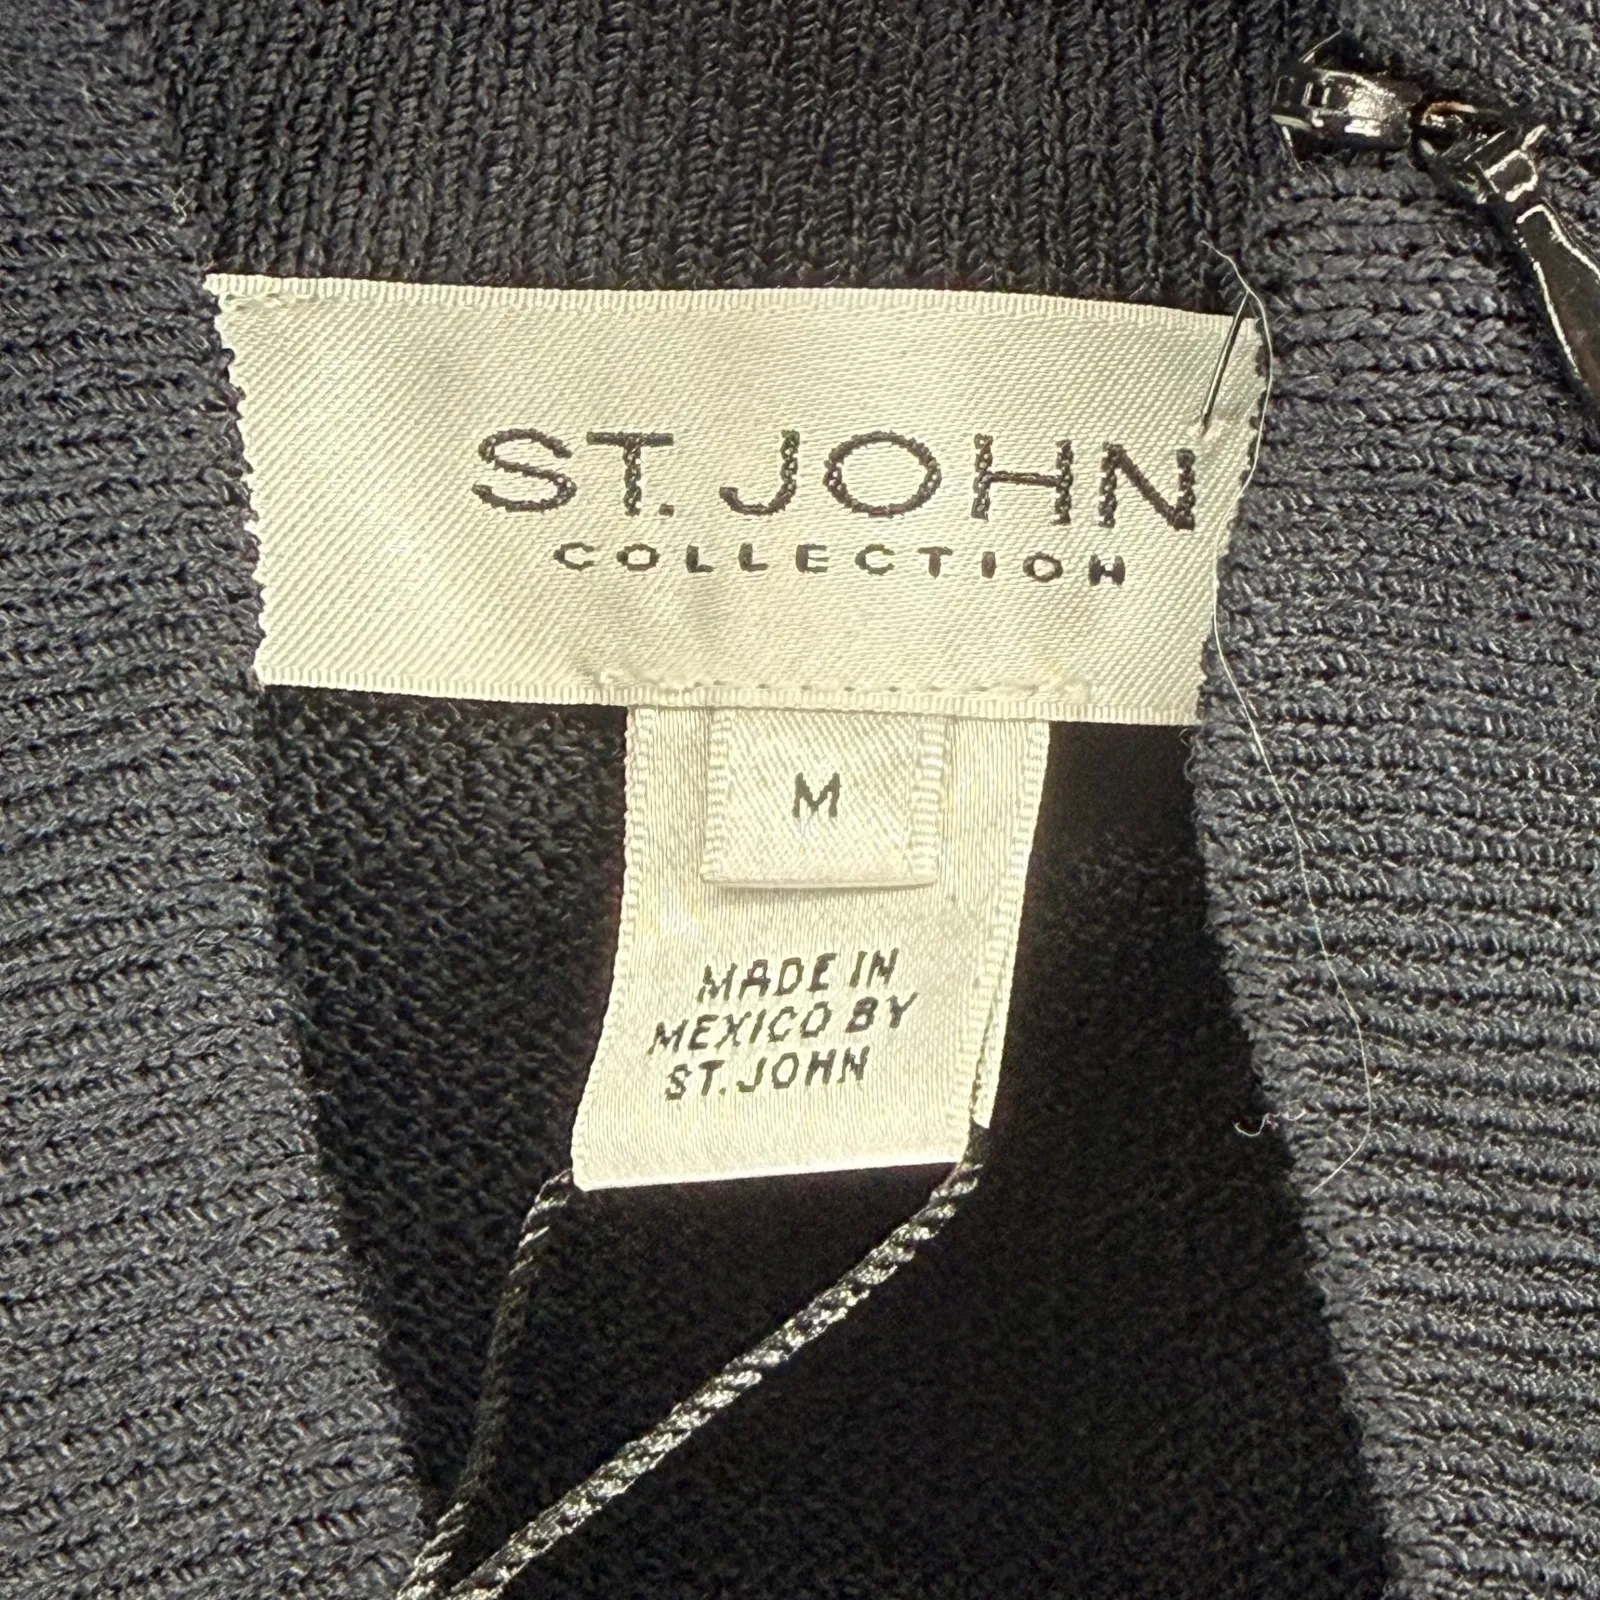 ST. JOHN
COLLECTION
M
MADE IN
MEXICO BY
ST. JOHN